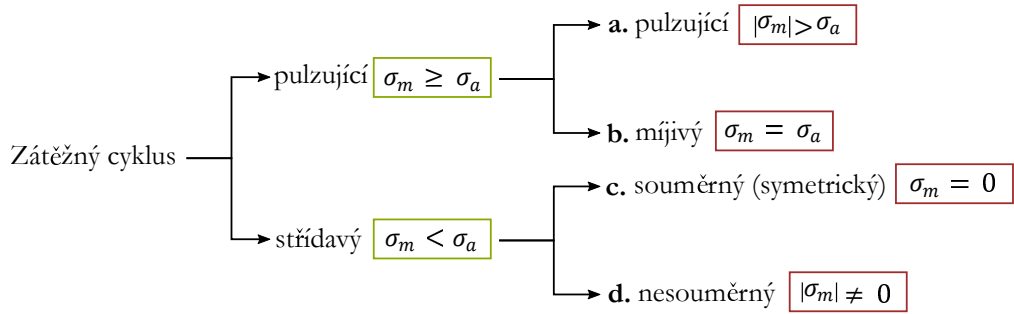 a. pulzující |σₘ| > σₐ
pulzující σₘ ≥ σₐ
b. míjivý σₘ = σₐ
Zátěžný cyklus
c. souměrný (symetrický) σₘ = 0
střídavý σₘ < σₐ
d. nesouměrný |σₘ| ≠ 0